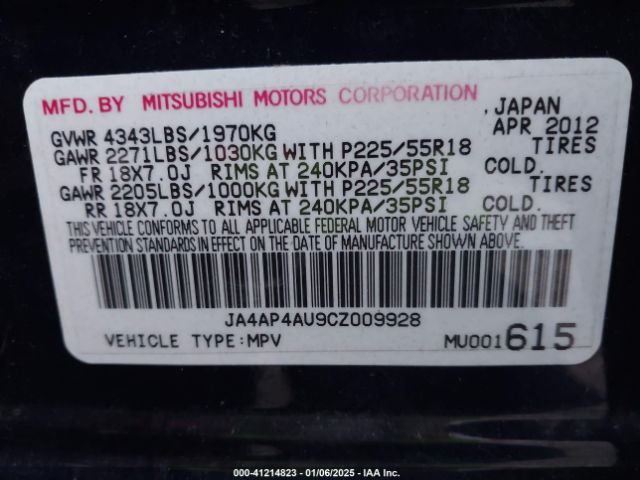 MFD. BY MITSUBISHI MOTORS CORPORATION , JAPAN
GVWR 4343LBS/1970KG APR 2012
GAWR 2271LBS/1030KG WITH P225/55R18 TIRES
FR 18X7.0J RIMS AT 240KPA/35PSI COLD.
GAWR 2205LBS/1000KG WITH P225/55R18 TIRES
RR 18X7.0J RIMS AT 240KPA/35PSI COLD.
THIS VEHICLE CONFORMS TO ALL APPLICABLE FEDERAL MOTOR VEHICLE SAFETY AND THEFT
PREVENTION STANDARDS IN EFFECT ON THE DATE OF MANUFACTURE SHOWN ABOVE.
JA4AP4AU9CZ009928
VEHICLE TYPE:MPV MU001615
000-41214823 - 01/06/2025 - IAA Inc.